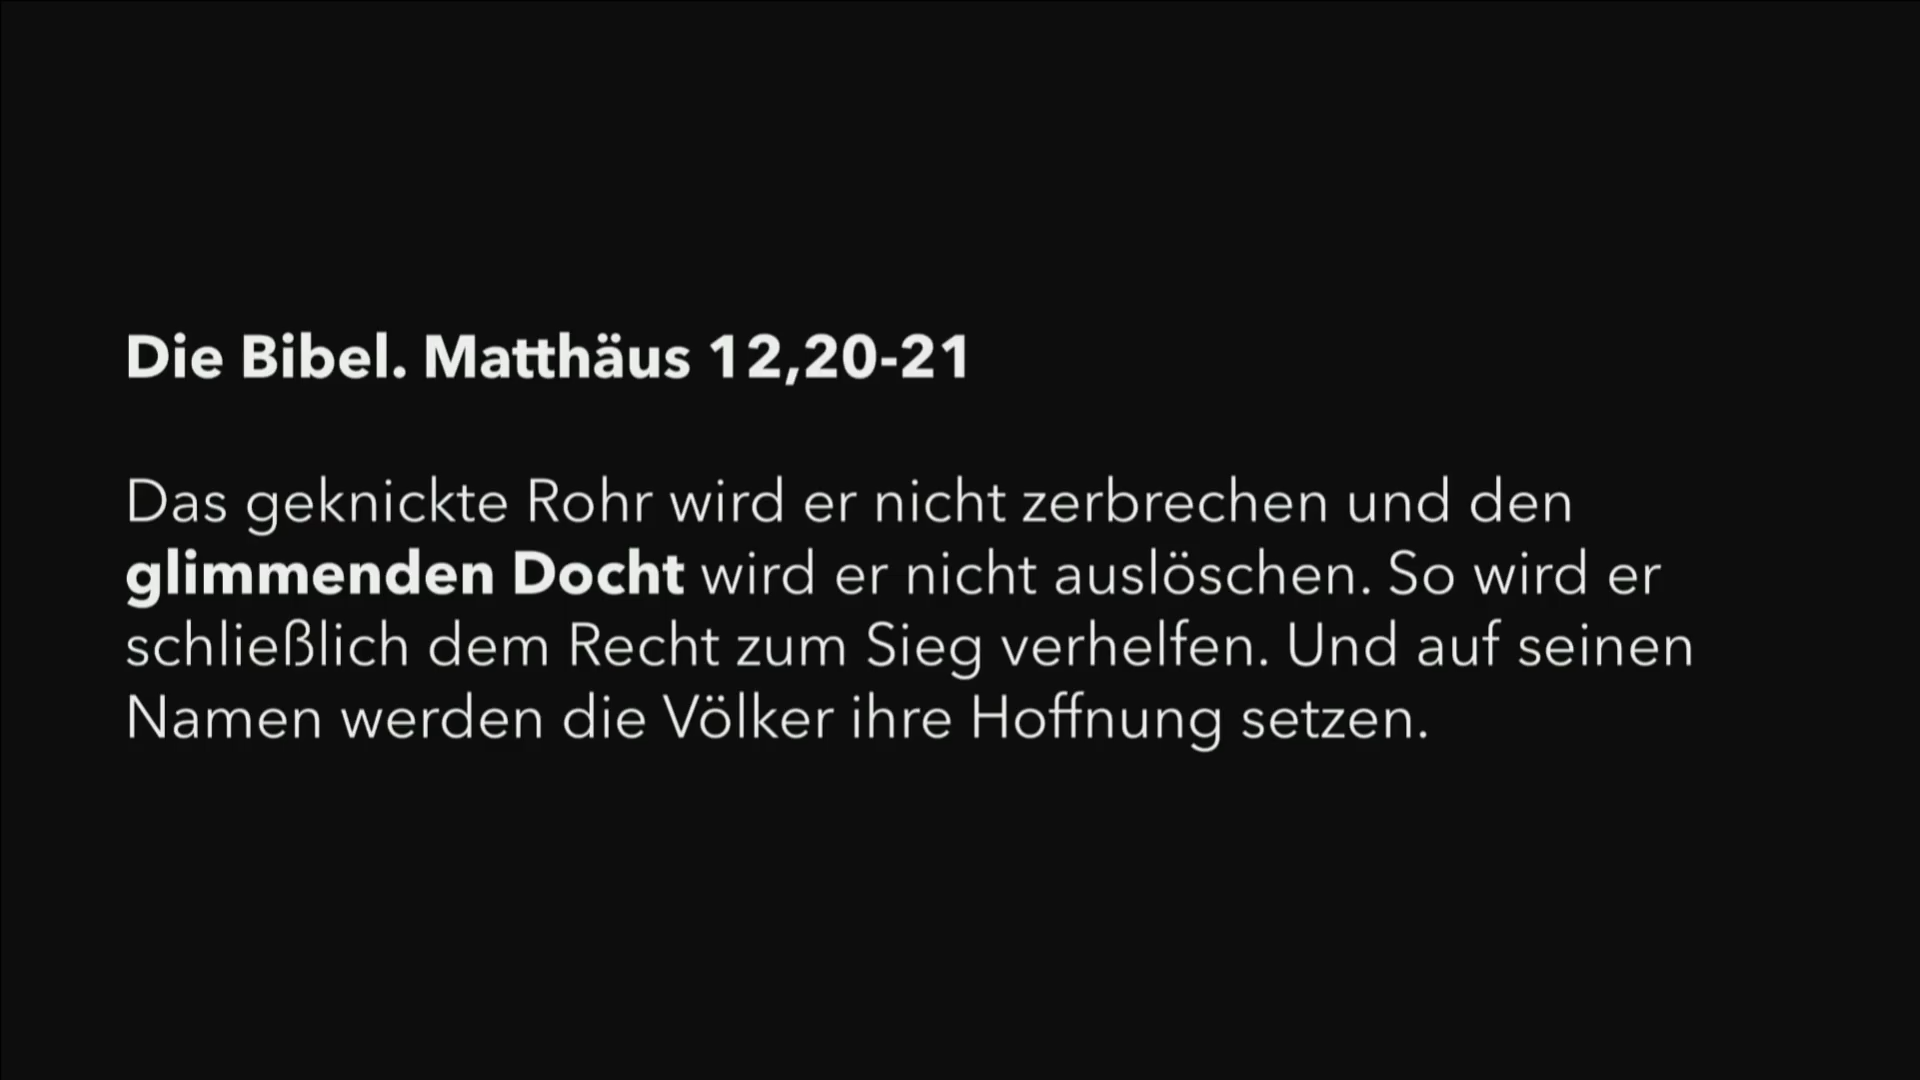 Die Bibel. Matthäus 12,20-21
Das geknickte Rohr wird er nicht zerbrechen und den
glimmenden Docht wird er nicht auslöschen. So wird er
schließlich dem Recht zum Sieg verhelfen. Und auf seinen
Namen werden die Völker ihre Hoffnung setzen.